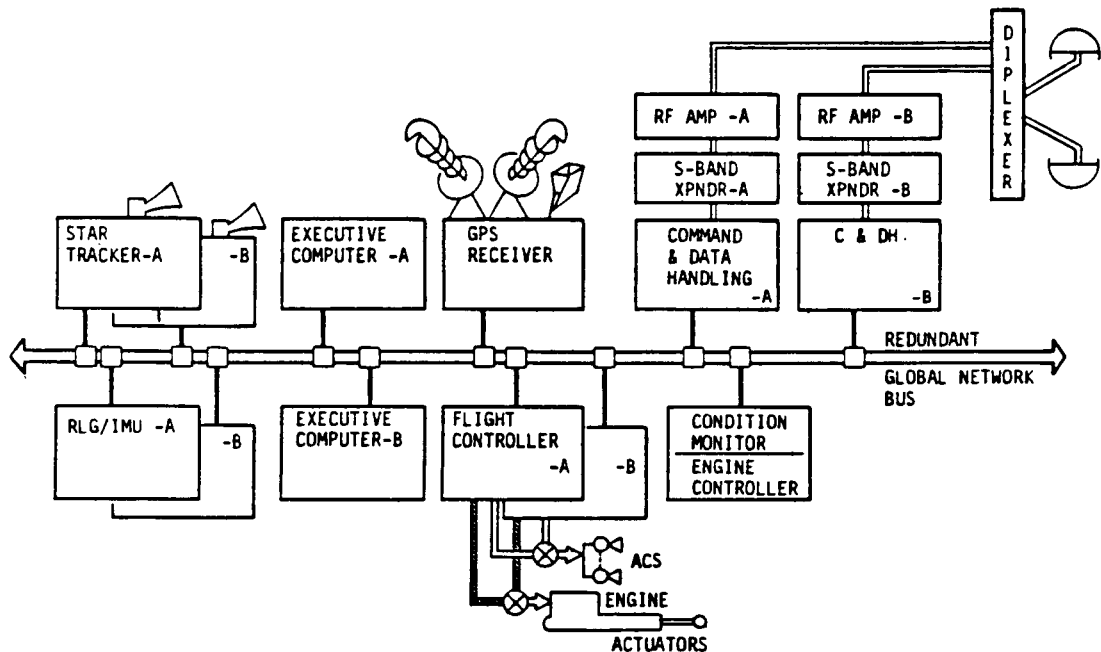 DIPLEXER
RF AMP -A
RF AMP -B
S-BAND
XPNDR-A
S-BAND
XPNDR -B
STAR
TRACKER-A
-B
EXECUTIVE
COMPUTER -A
GPS
RECEIVER
COMMAND
& DATA
HANDLING
-A
C & DH.
-B
REDUNDANT
GLOBAL NETWORK
BUS
RLG/IMU -A
-B
EXECUTIVE
COMPUTER-B
FLIGHT
CONTROLLER
-A
-B
CONDITION
MONITOR
ENGINE
CONTROLLER
ACS
ENGINE
ACTUATORS